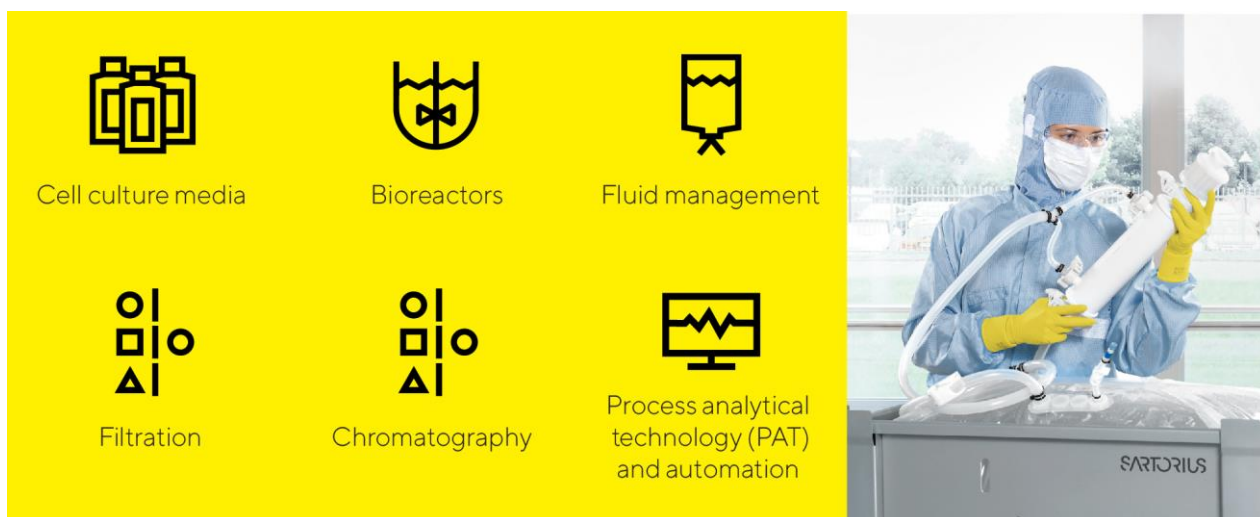 Cell culture media
Bioreactors
Fluid management
Filtration
Chromatography
Process analytical
technology (PAT)
and automation
SARTORIUS